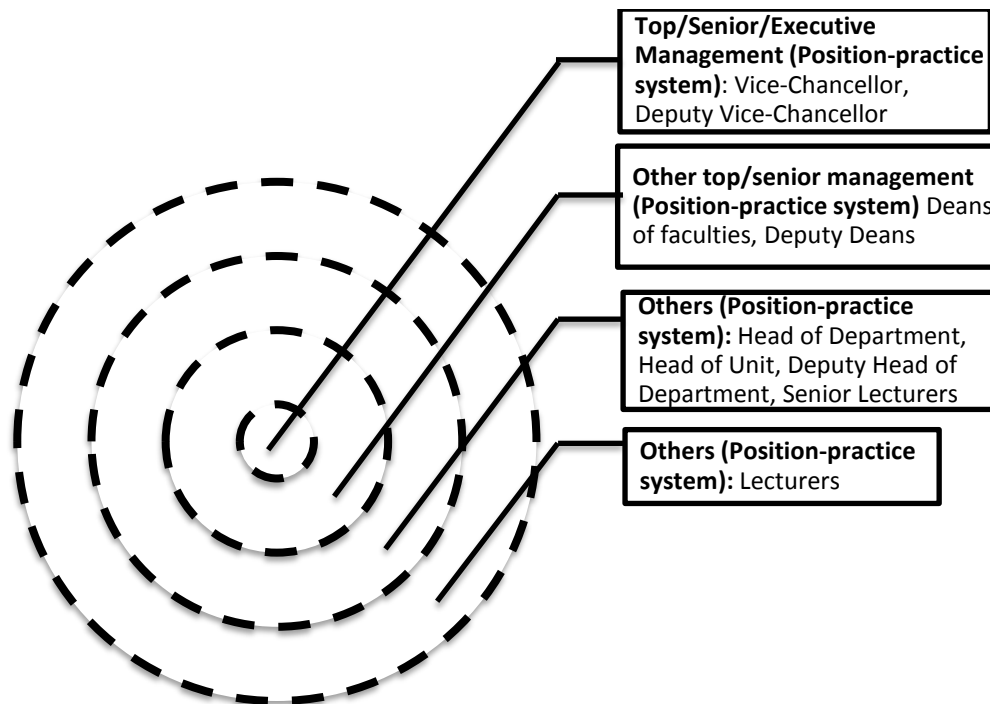 Top/Senior/Executive
Management (Position-practice
system): Vice-Chancellor,
Deputy Vice-Chancellor
Other top/senior management
(Position-practice system) Deans
of faculties, Deputy Deans
Others (Position-practice
system): Head of Department,
Head of Unit, Deputy Head of
Department, Senior Lecturers
Others (Position-practice
system): Lecturers